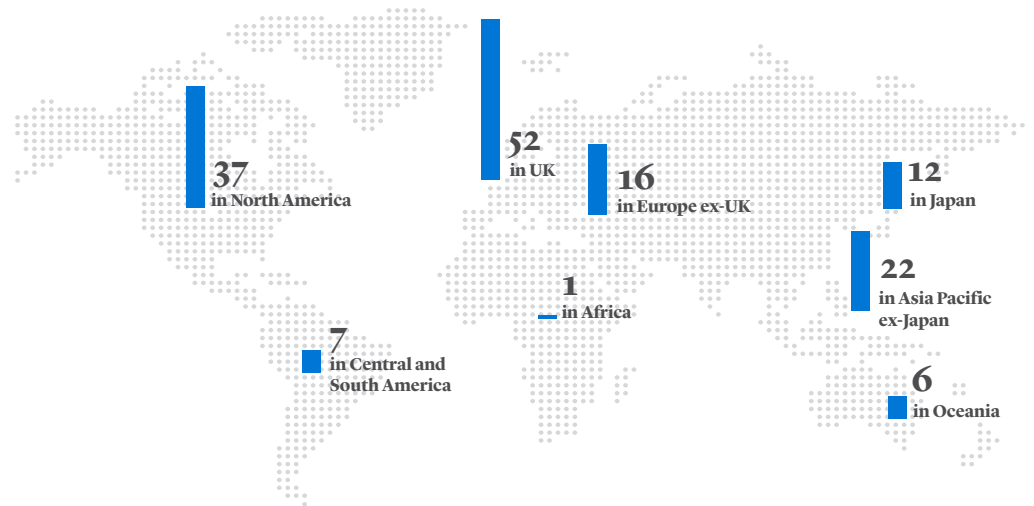 37
in North America
52
in UK
16
in Europe ex-UK
12
in Japan
22
in Asia Pacific
ex-Japan
1
in Africa
7
in Central and
South America
6
in Oceania